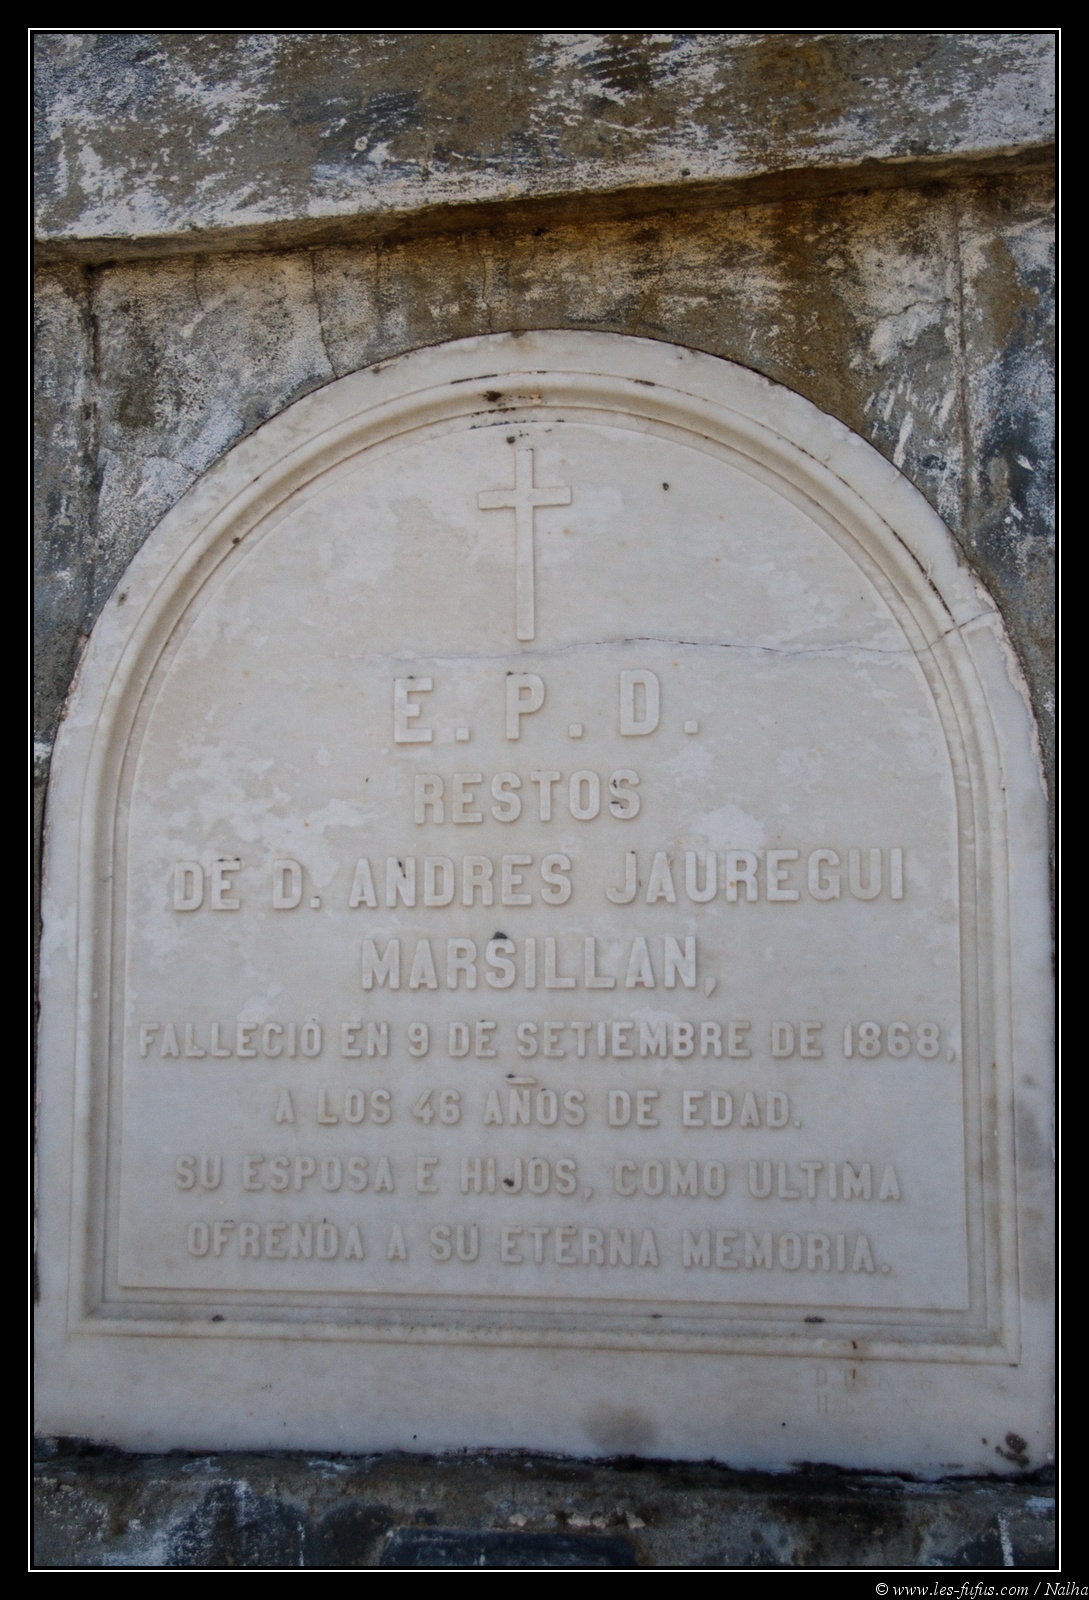 E. P. D.
RESTOS
DE D. ANDRES JAUREGUI
MARSILLAN,
FALLECIÓ EN 9 DE SETIEMBRE DE 1868,
A LOS 46 AÑOS DE EDAD.
SU ESPOSA E HIJOS, COMO ULTIMA
OFRENDA A SU ETERNA MEMORIA.
© www.les-fufus.com / Nalha